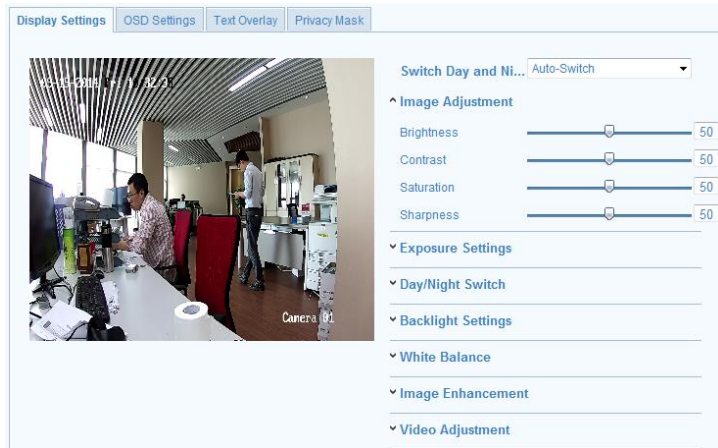 Display Settings
OSD Settings
Text Overlay
Privacy Mask
Switch Day and Ni...
Auto-Switch
Image Adjustment
Brightness 50
Contrast 50
Saturation 50
Sharpness 50
Exposure Settings
Day/Night Switch
Backlight Settings
White Balance
Image Enhancement
Video Adjustment
Camera 01